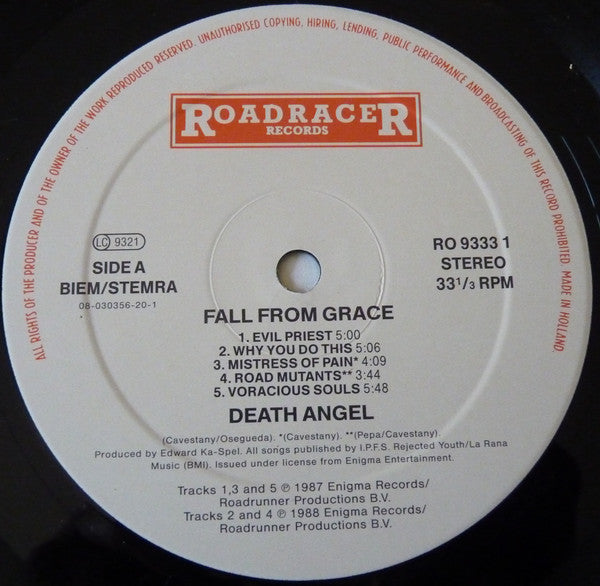 ALL RIGHTS OF THE PRODUCER AND OF THE OWNER OF THE WORK REPRODUCED RESERVED. UNAUTHORISED COPYING, HIRING, LENDING, PUBLIC PERFORMANCE AND BROADCASTING OF THIS RECORD PROHIBITED. MADE IN HOLLAND.
ROADRACER
RECORDS
LC 9321
SIDE A
BIEM/STEMRA
08-030356-20-1
RO 9333 1
STEREO
33 1/3 RPM
FALL FROM GRACE
1. EVIL PRIEST 5:00
2. WHY YOU DO THIS 5:06
3. MISTRESS OF PAIN* 4:09
4. ROAD MUTANTS** 3:44
5. VORACIOUS SOULS 5:48
DEATH ANGEL
(Cavestany/Osegueda). *(Cavestany). **(Pepa/Cavestany).
Produced by Edward Ka-Spel. All songs published by I.P.F.S. Rejected Youth/La Rana
Music (BMI). Issued under license from Enigma Entertainment.
Tracks 1,3 and 5 ℗ 1987 Enigma Records/
Roadrunner Productions B.V.
Tracks 2 and 4 ℗ 1988 Enigma Records/
Roadrunner Productions B.V.